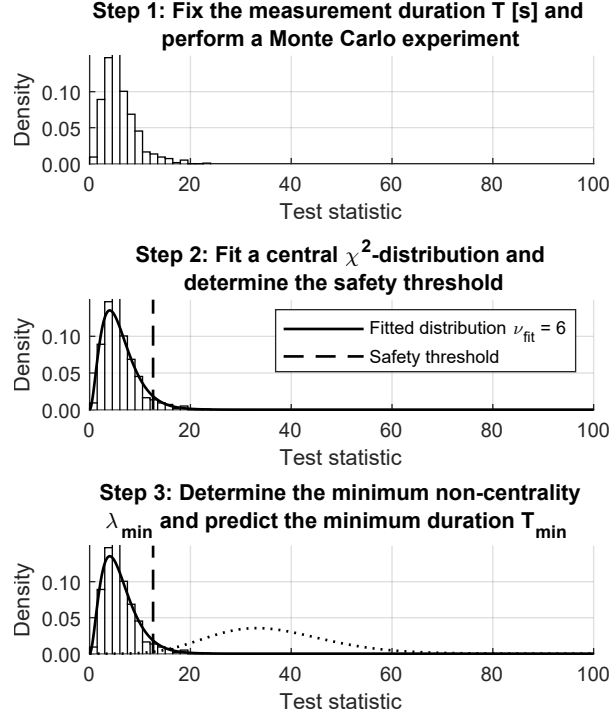 Step 1: Fix the measurement duration T [s] and
perform a Monte Carlo experiment
Density
0.10
0.05
0.00
0 20 40 60 80 100
Test statistic
Step 2: Fit a central χ²-distribution and
determine the safety threshold
Density
0.10
0.05
0.00
Fitted distribution ν_fit = 6
Safety threshold
0 20 40 60 80 100
Test statistic
Step 3: Determine the minimum non-centrality
λ_min and predict the minimum duration T_min
Density
0.10
0.05
0.00
0 20 40 60 80 100
Test statistic